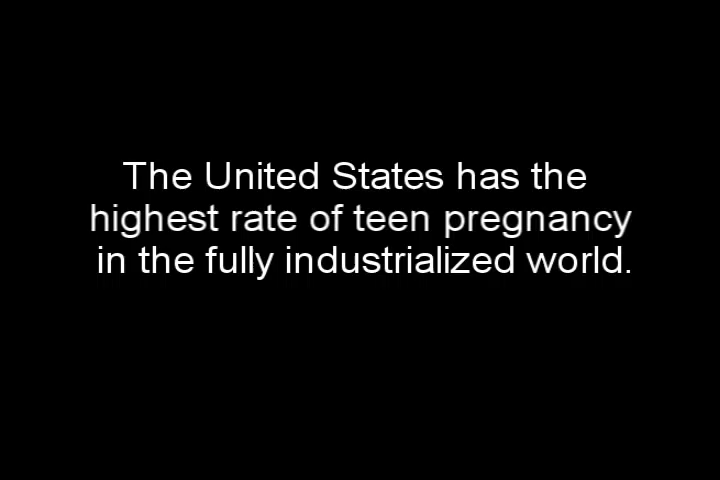 The United States has the
highest rate of teen pregnancy
in the fully industrialized world.